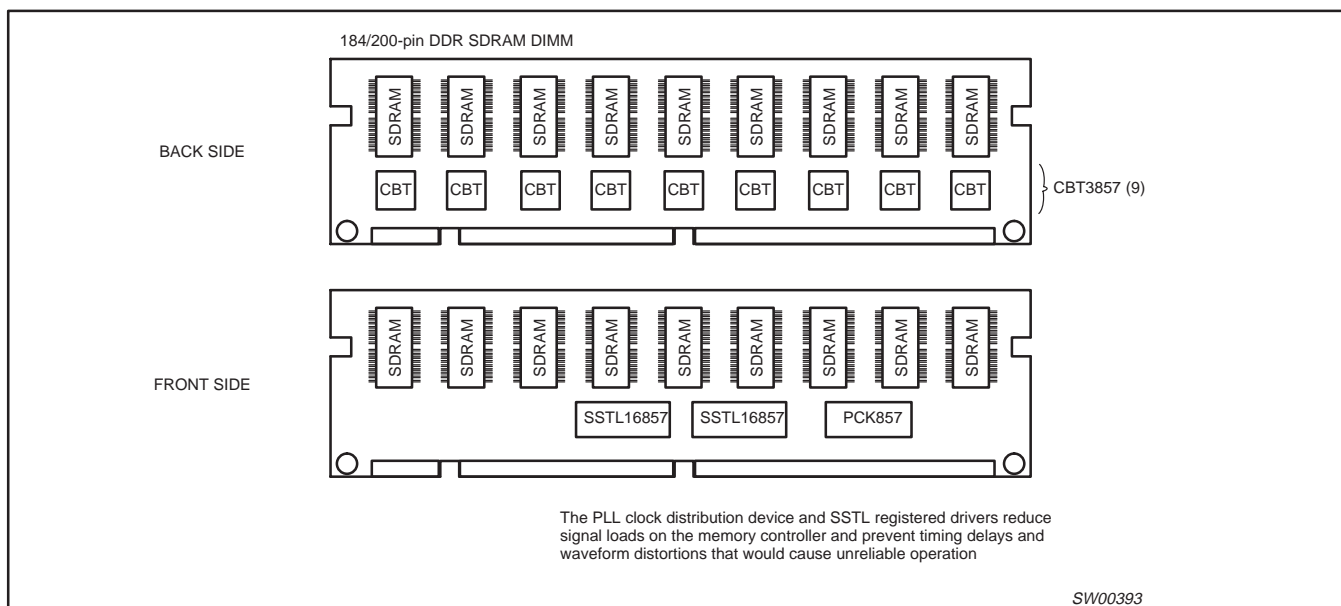 184/200-pin DDR SDRAM DIMM
SDRAM SDRAM SDRAM SDRAM SDRAM SDRAM SDRAM SDRAM SDRAM
BACK SIDE
CBT CBT CBT CBT CBT CBT CBT CBT CBT
CBT3857 (9)
SDRAM SDRAM SDRAM SDRAM SDRAM SDRAM SDRAM SDRAM SDRAM
FRONT SIDE
SSTL16857 SSTL16857 PCK857
The PLL clock distribution device and SSTL registered drivers reduce
signal loads on the memory controller and prevent timing delays and
waveform distortions that would cause unreliable operation
SW00393